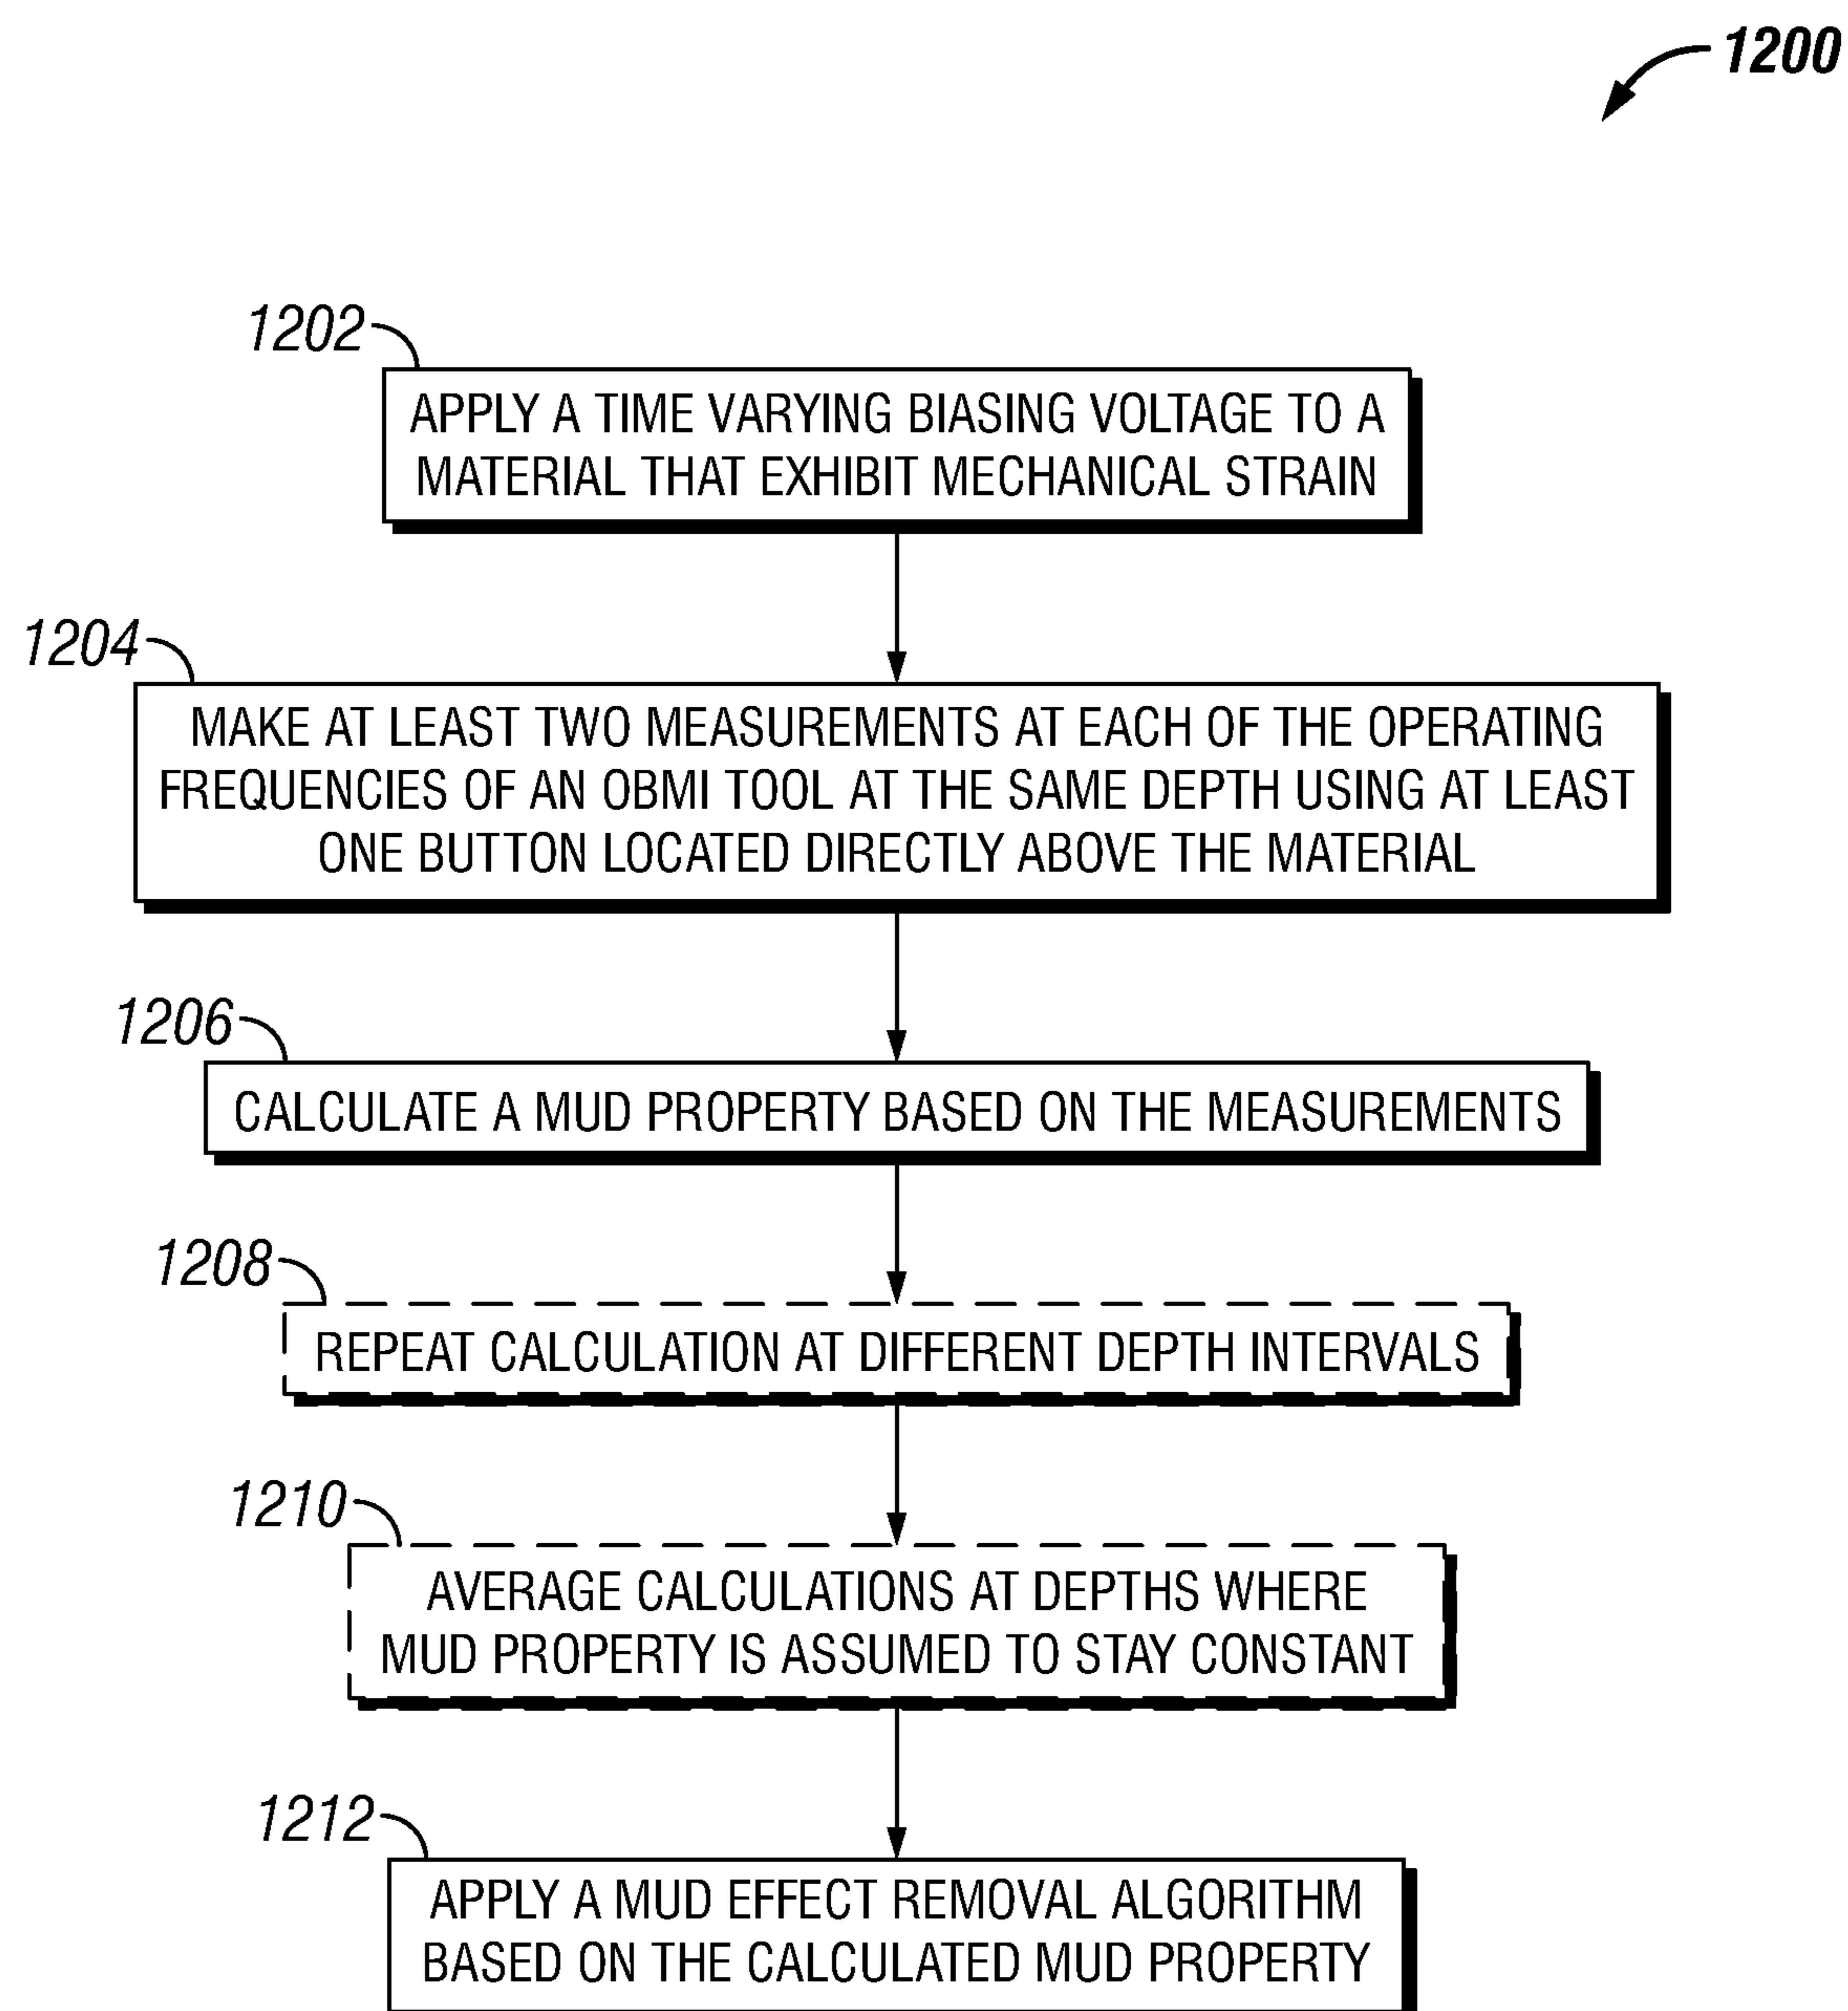 1200
1202
APPLY A TIME VARYING BIASING VOLTAGE TO A
MATERIAL THAT EXHIBIT MECHANICAL STRAIN
1204
MAKE AT LEAST TWO MEASUREMENTS AT EACH OF THE OPERATING
FREQUENCIES OF AN OBMI TOOL AT THE SAME DEPTH USING AT LEAST
ONE BUTTON LOCATED DIRECTLY ABOVE THE MATERIAL
1206
CALCULATE A MUD PROPERTY BASED ON THE MEASUREMENTS
1208
REPEAT CALCULATION AT DIFFERENT DEPTH INTERVALS
1210
AVERAGE CALCULATIONS AT DEPTHS WHERE
MUD PROPERTY IS ASSUMED TO STAY CONSTANT
1212
APPLY A MUD EFFECT REMOVAL ALGORITHM
BASED ON THE CALCULATED MUD PROPERTY